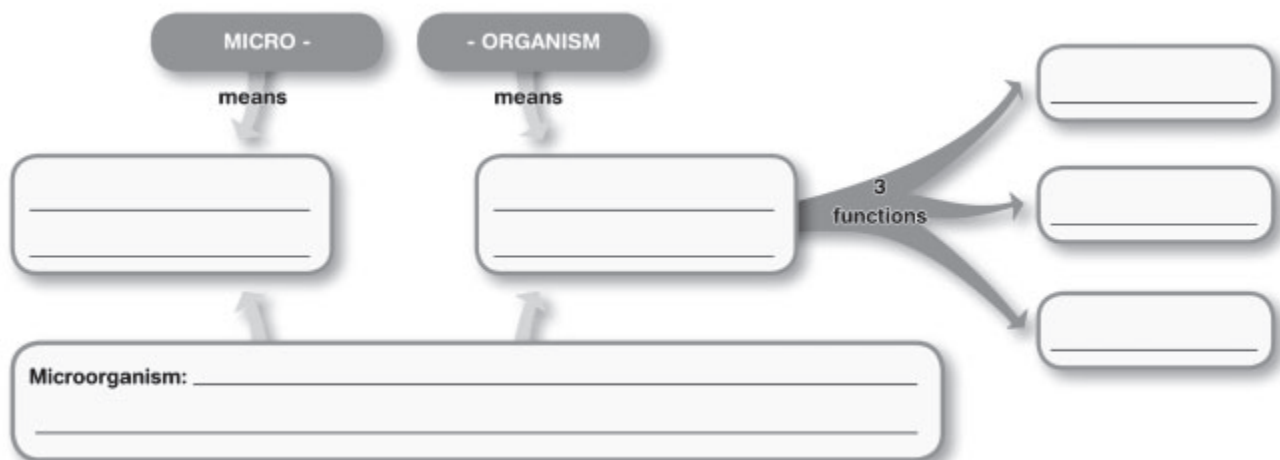 MICRO -
- ORGANISM
means
means
3
functions
Microorganism: